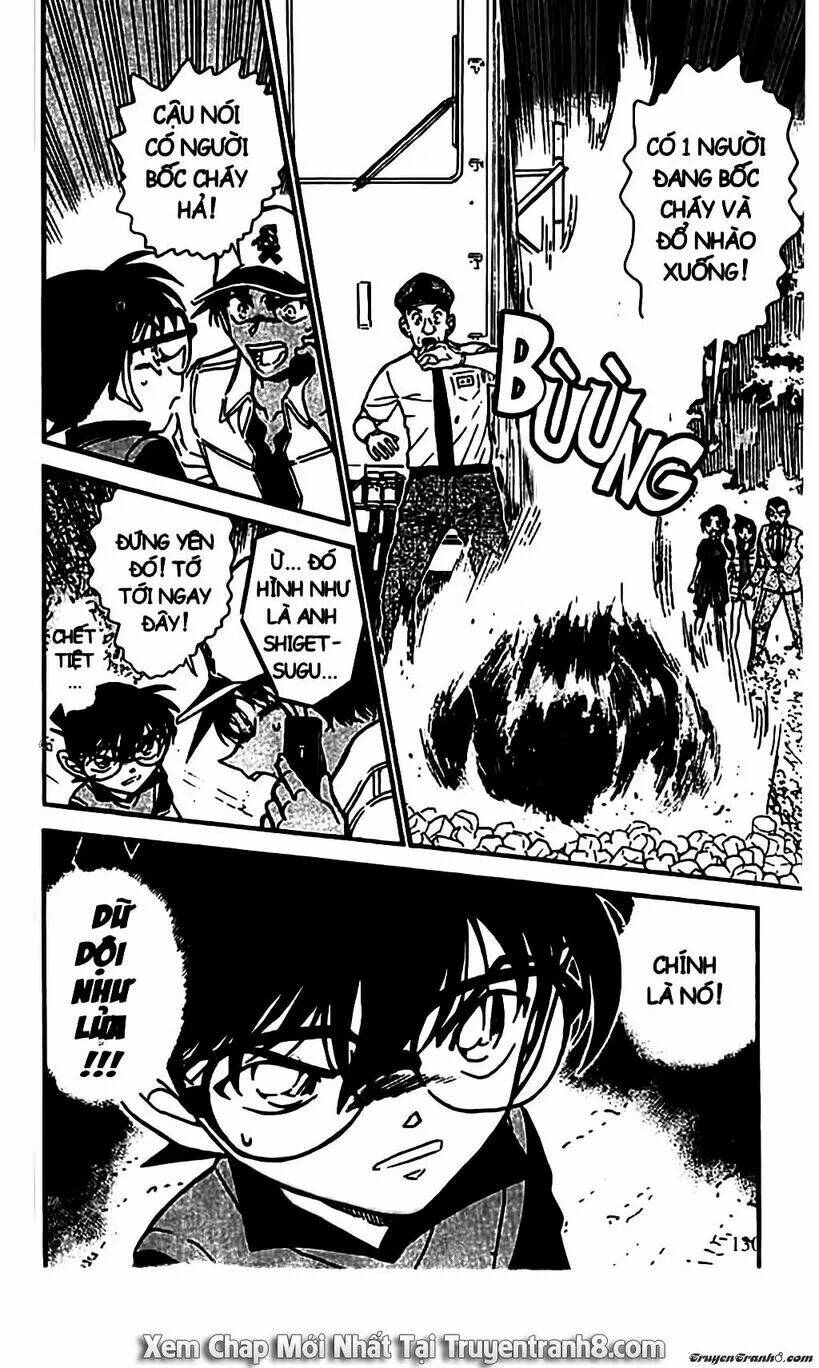 CÓ 1 NGƯỜI
ĐANG BỐC
CHÁY VÀ
ĐỔ NHÀO
XUỐNG!
BÙÙNG
CẬU NÓI
CÓ NGƯỜI
BỐC CHÁY
HẢ!
Ừ... ĐÓ
HÌNH NHƯ
LÀ ANH
SHIGET-
SUGU...
ĐỨNG YÊN
ĐÓ! TỚ
TỚI NGAY
ĐÂY!
CHẾT
TIỆT
...
CHÍNH
LÀ NÓ!
DỮ
DỘI
NHƯ
LỬA
!!!
130
Xem Chap Mới Nhất Tại Truyentranh8.com
TruyenTranh8.com